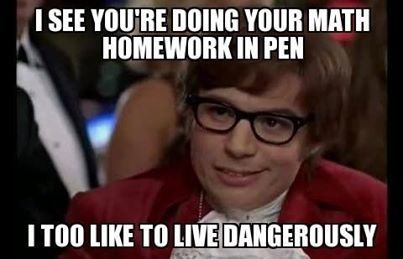 I SEE YOU'RE DOING YOUR MATH
HOMEWORK IN PEN
I TOO LIKE TO LIVE DANGEROUSLY